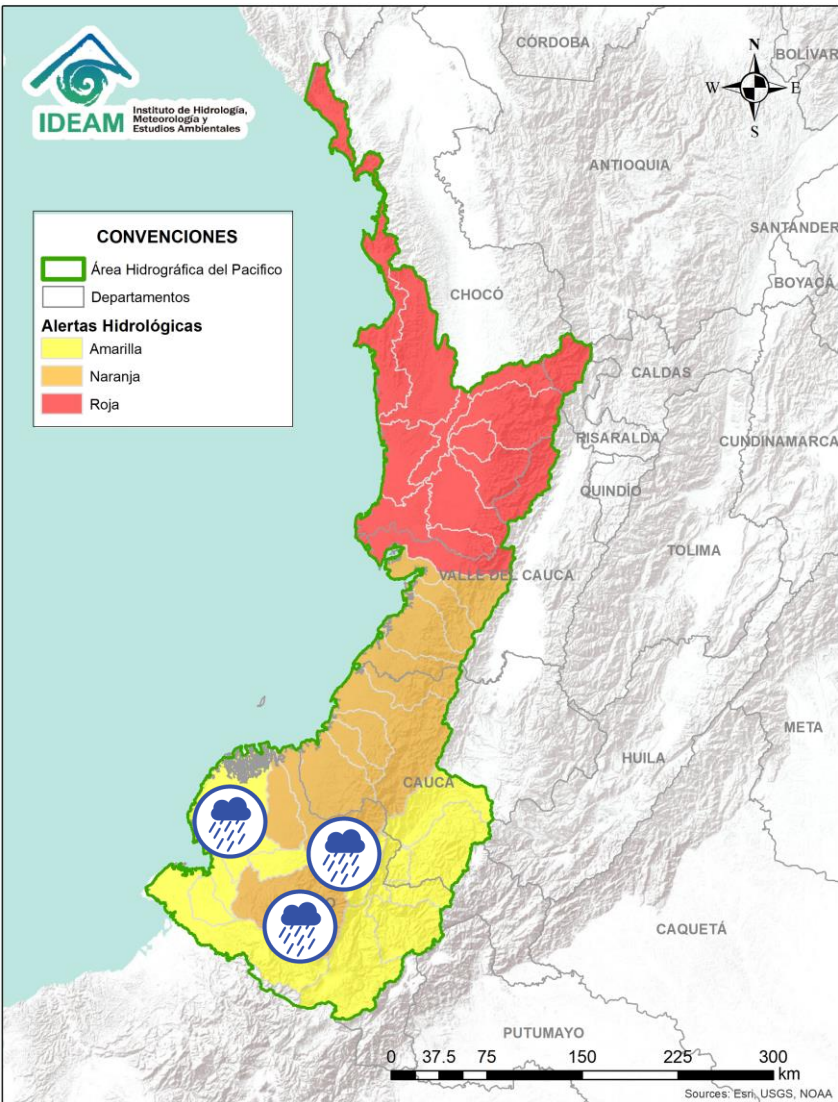 IDEAM
Instituto de Hidrología,
Meteorología y
Estudios Ambientales
N
W
E
S
CÓRDOBA
BOLÍVAR
ANTIOQUIA
SANTANDER
BOYACÁ
CHOCÓ
CONVENCIONES
Área Hidrográfica del Pacifico
Departamentos
Alertas Hidrológicas
Amarilla
Naranja
Roja
CALDAS
RISARALDA
CUNDINAMARCA
QUINDÍO
TOLIMA
VALLE DEL CAUCA
META
HUILA
CAUCA
CAQUETÁ
PUTUMAYO
0 37.5 75 150 225 300
km
Sources: Esri, USGS, NOAA